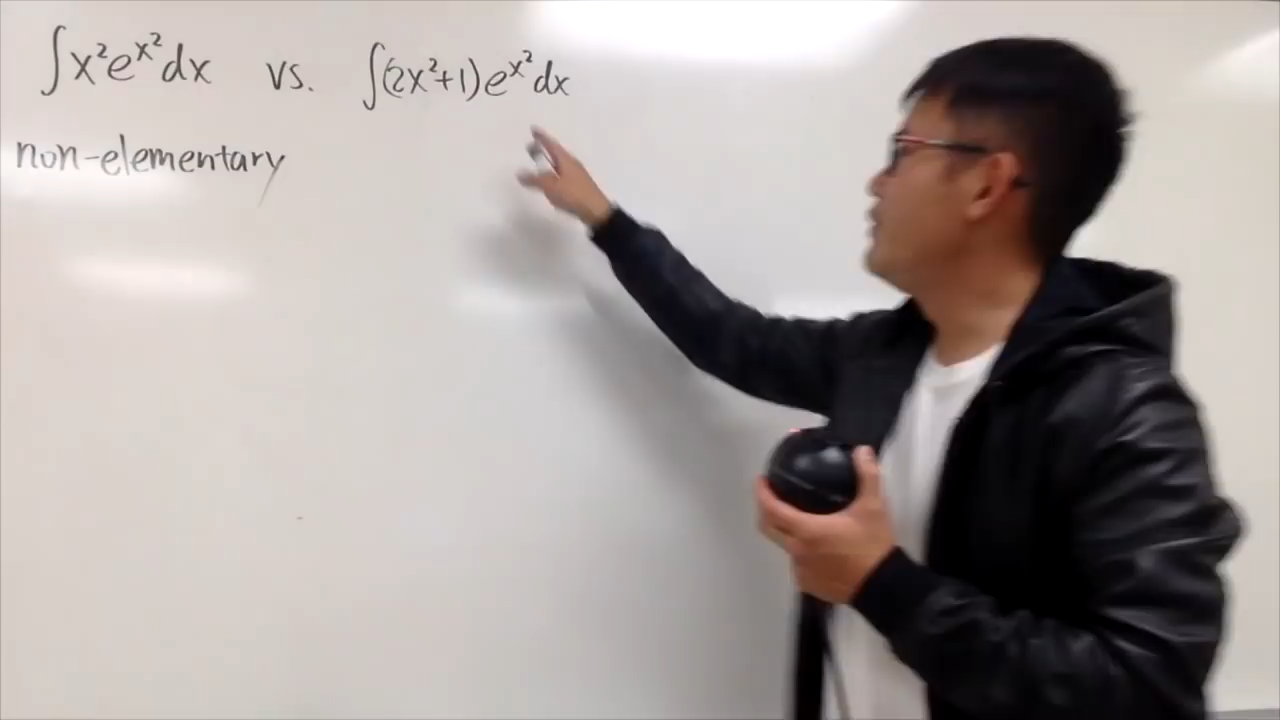 ∫x²e^{x²}dx vs. ∫(2x²+1)e^{x²}dx
non-elementary